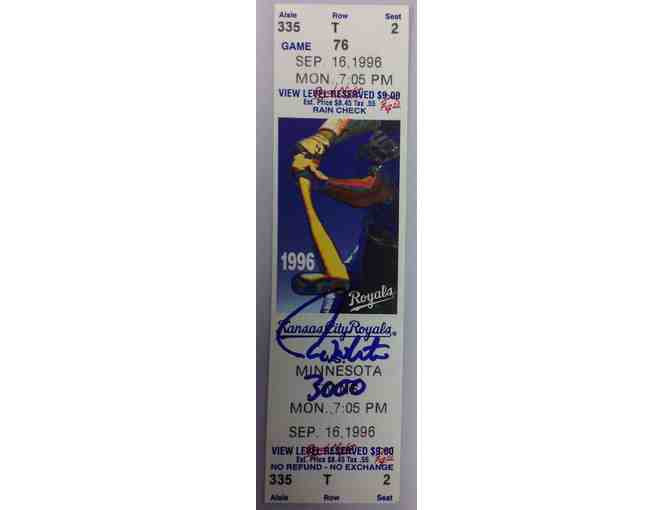 Aisle Row Seat
335 T 2
GAME 76
SEP. 16,1996
MON.,7:05 PM
VIEW LEVEL RESERVED $9.00
Est. Price $8.45 Tax .55
RAIN CHECK
1996
Royals
Kansas City Royals®
VS.
MINNESOTA
3000
MON.,7:05 PM
SEP. 16,1996
VIEW LEVEL RESERVED $9.00
Est. Price $8.45 Tax .55
NO REFUND - NO EXCHANGE
335 T 2
Aisle Row Seat